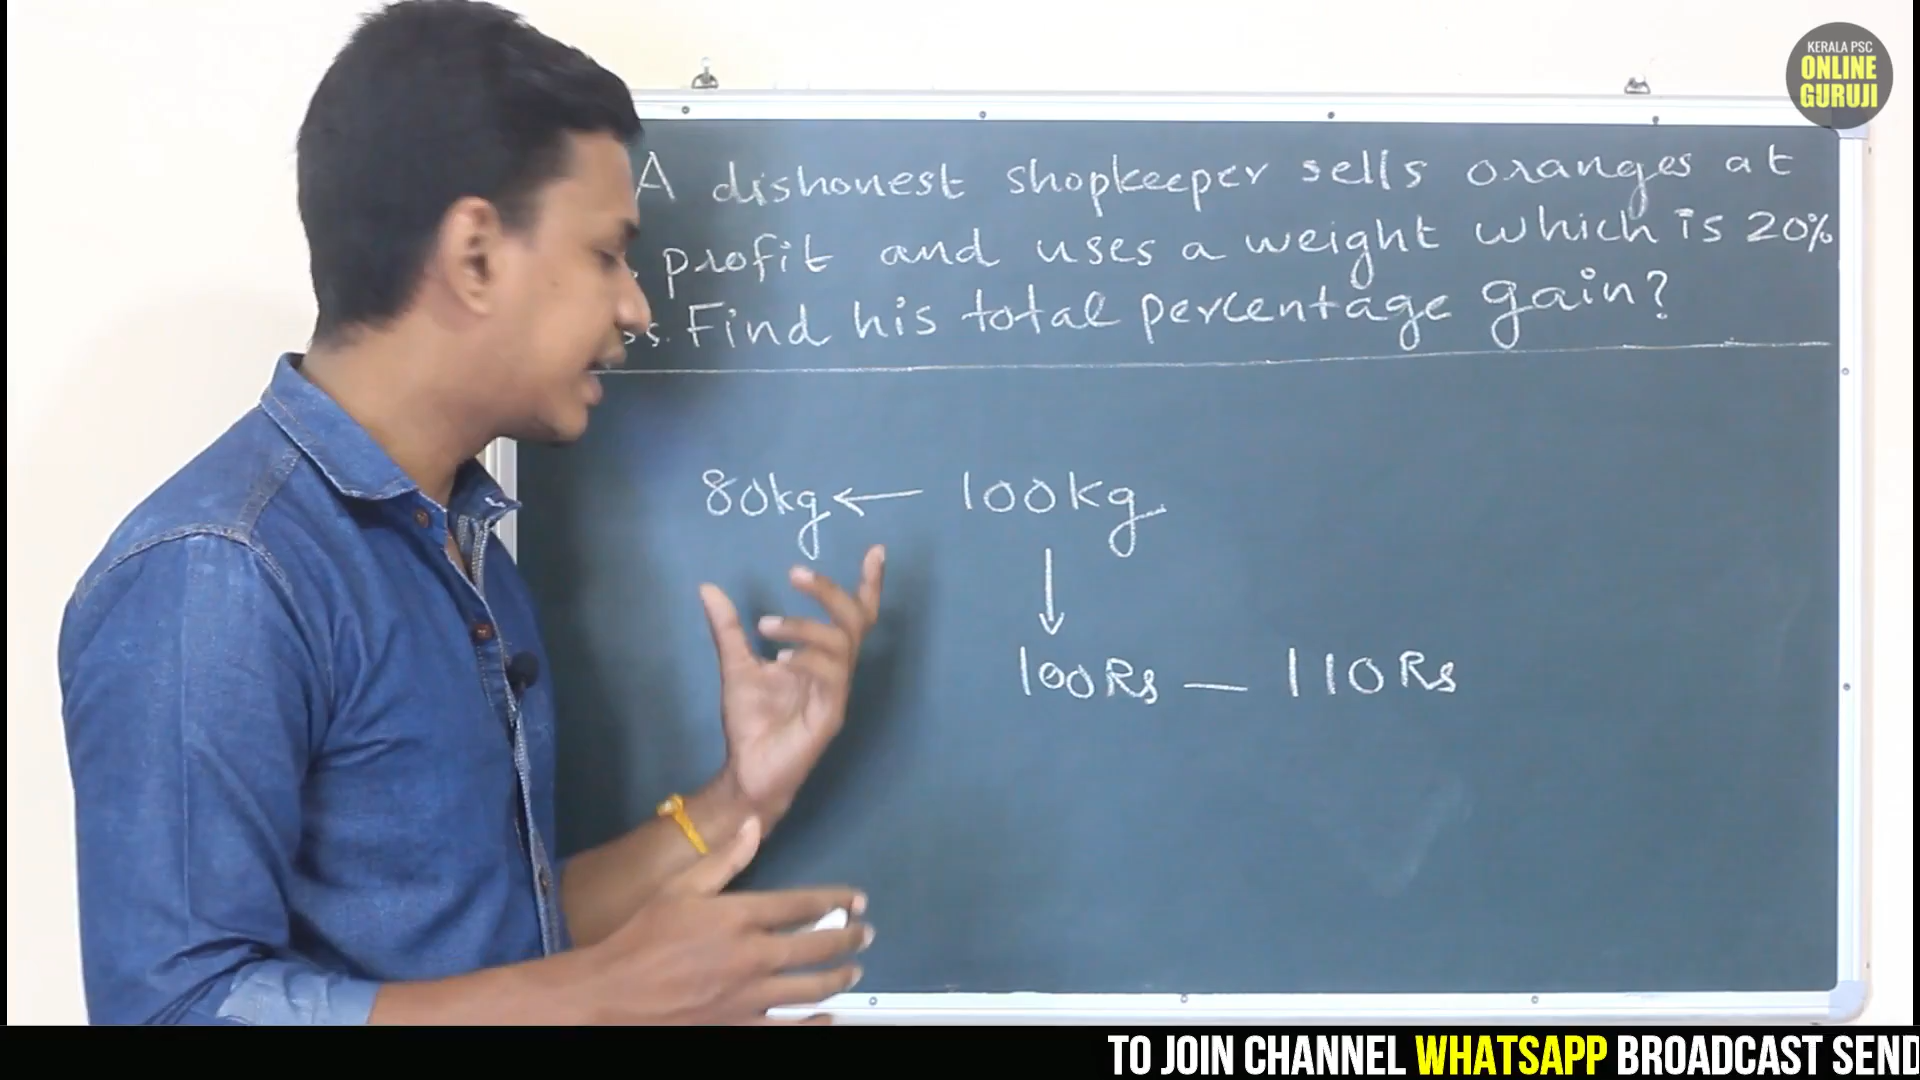 KERALA PSC
ONLINE
GURUJI
A dishonest shopkeeper sells oranges at
profit and uses a weight which is 20%
Find his total percentage gain?
80kg ← 100kg
↓
100Rs — 110Rs
TO JOIN CHANNEL WHATSAPP BROADCAST SEND